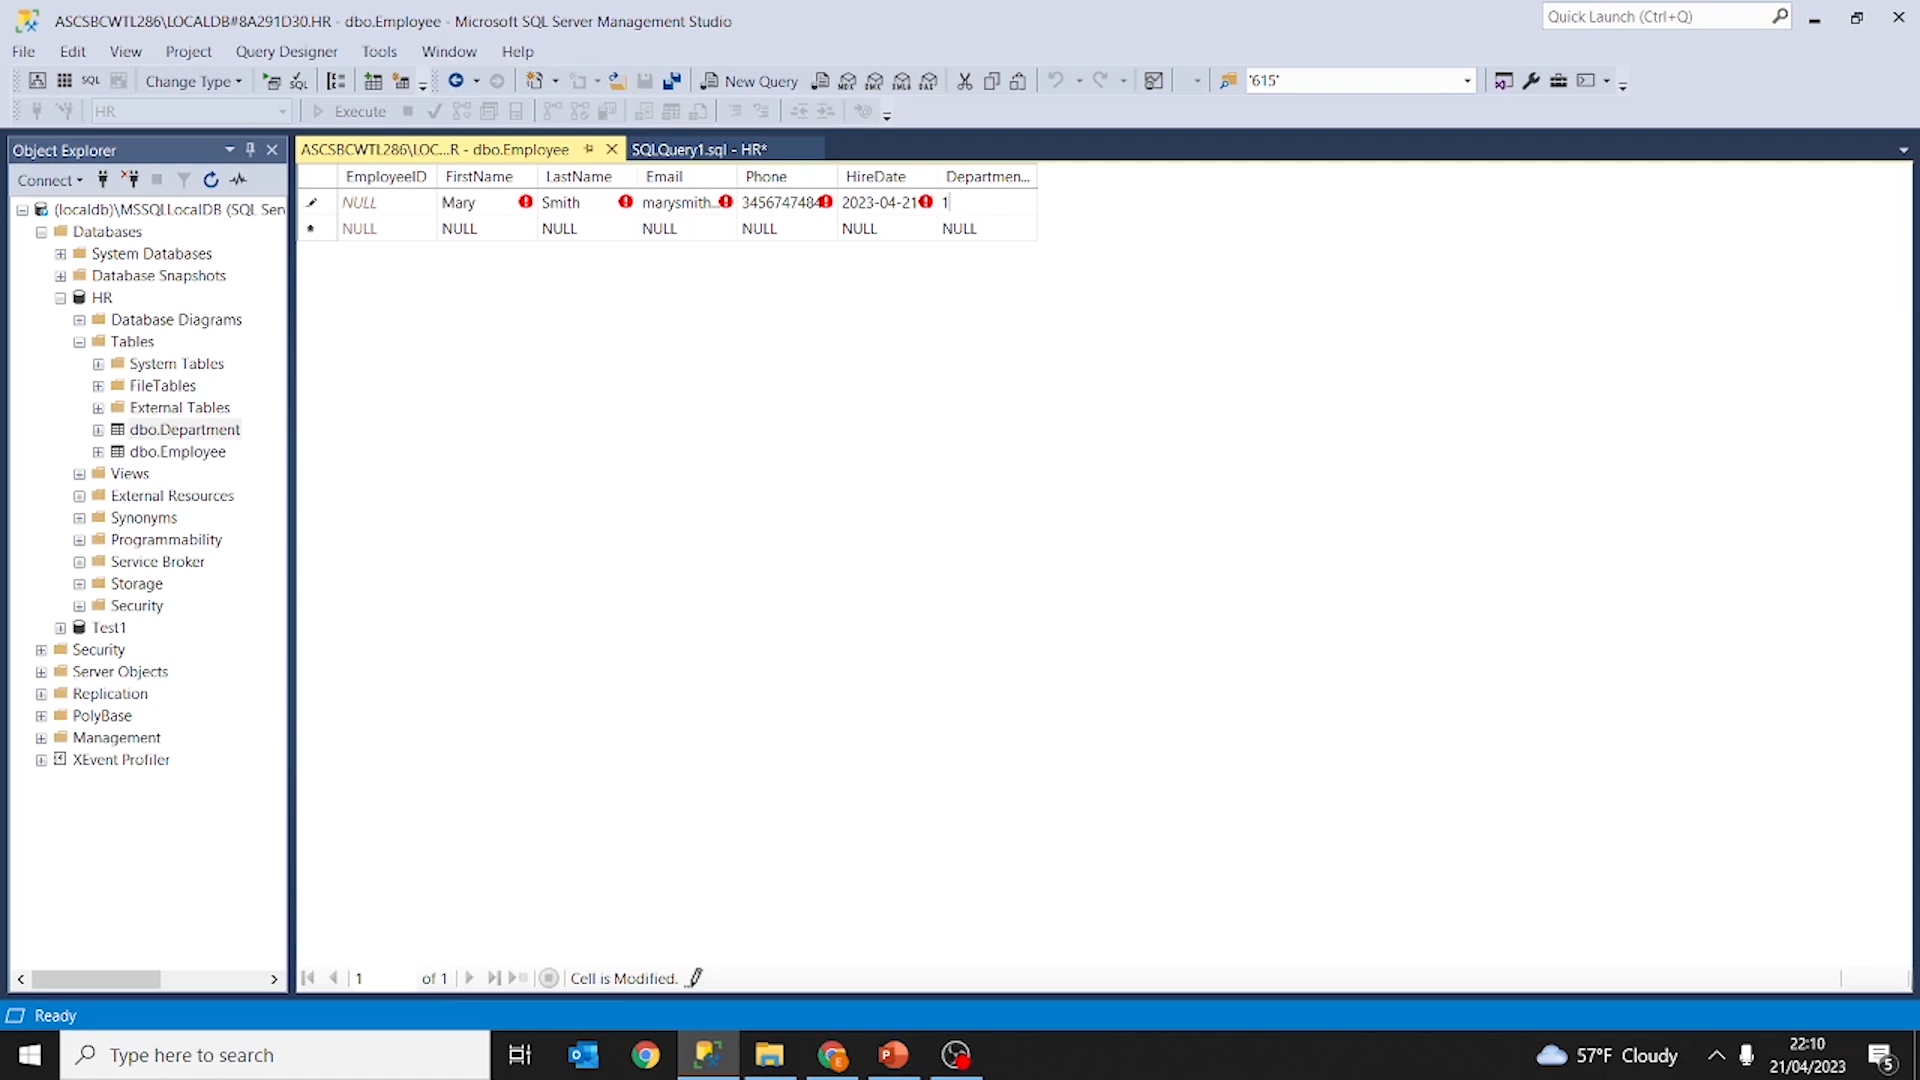 ASCSBCWTL286\LOCALDB#8A291D30.HR - dbo.Employee - Microsoft SQL Server Management Studio
Quick Launch (Ctrl+Q)
File Edit View Project Query Designer Tools Window Help
SQL Change Type New Query MDX DMX XMLA DAX '615'
HR Execute
Object Explorer
Connect
(localdb)\MSSQLLocalDB (SQL Ser
Databases
System Databases
Database Snapshots
HR
Database Diagrams
Tables
System Tables
FileTables
External Tables
dbo.Department
dbo.Employee
Views
External Resources
Synonyms
Programmability
Service Broker
Storage
Security
Test1
Security
Server Objects
Replication
PolyBase
Management
XEvent Profiler
ASCSBCWTL286\LOC...R - dbo.Employee SQLQuery1.sql - HR*
EmployeeID FirstName LastName Email Phone HireDate Departmen...
NULL Mary Smith marysmith... 3456747484 2023-04-21 1
NULL NULL NULL NULL NULL NULL NULL
1 of 1 Cell is Modified.
Ready
Type here to search
57°F Cloudy
22:10
21/04/2023
5